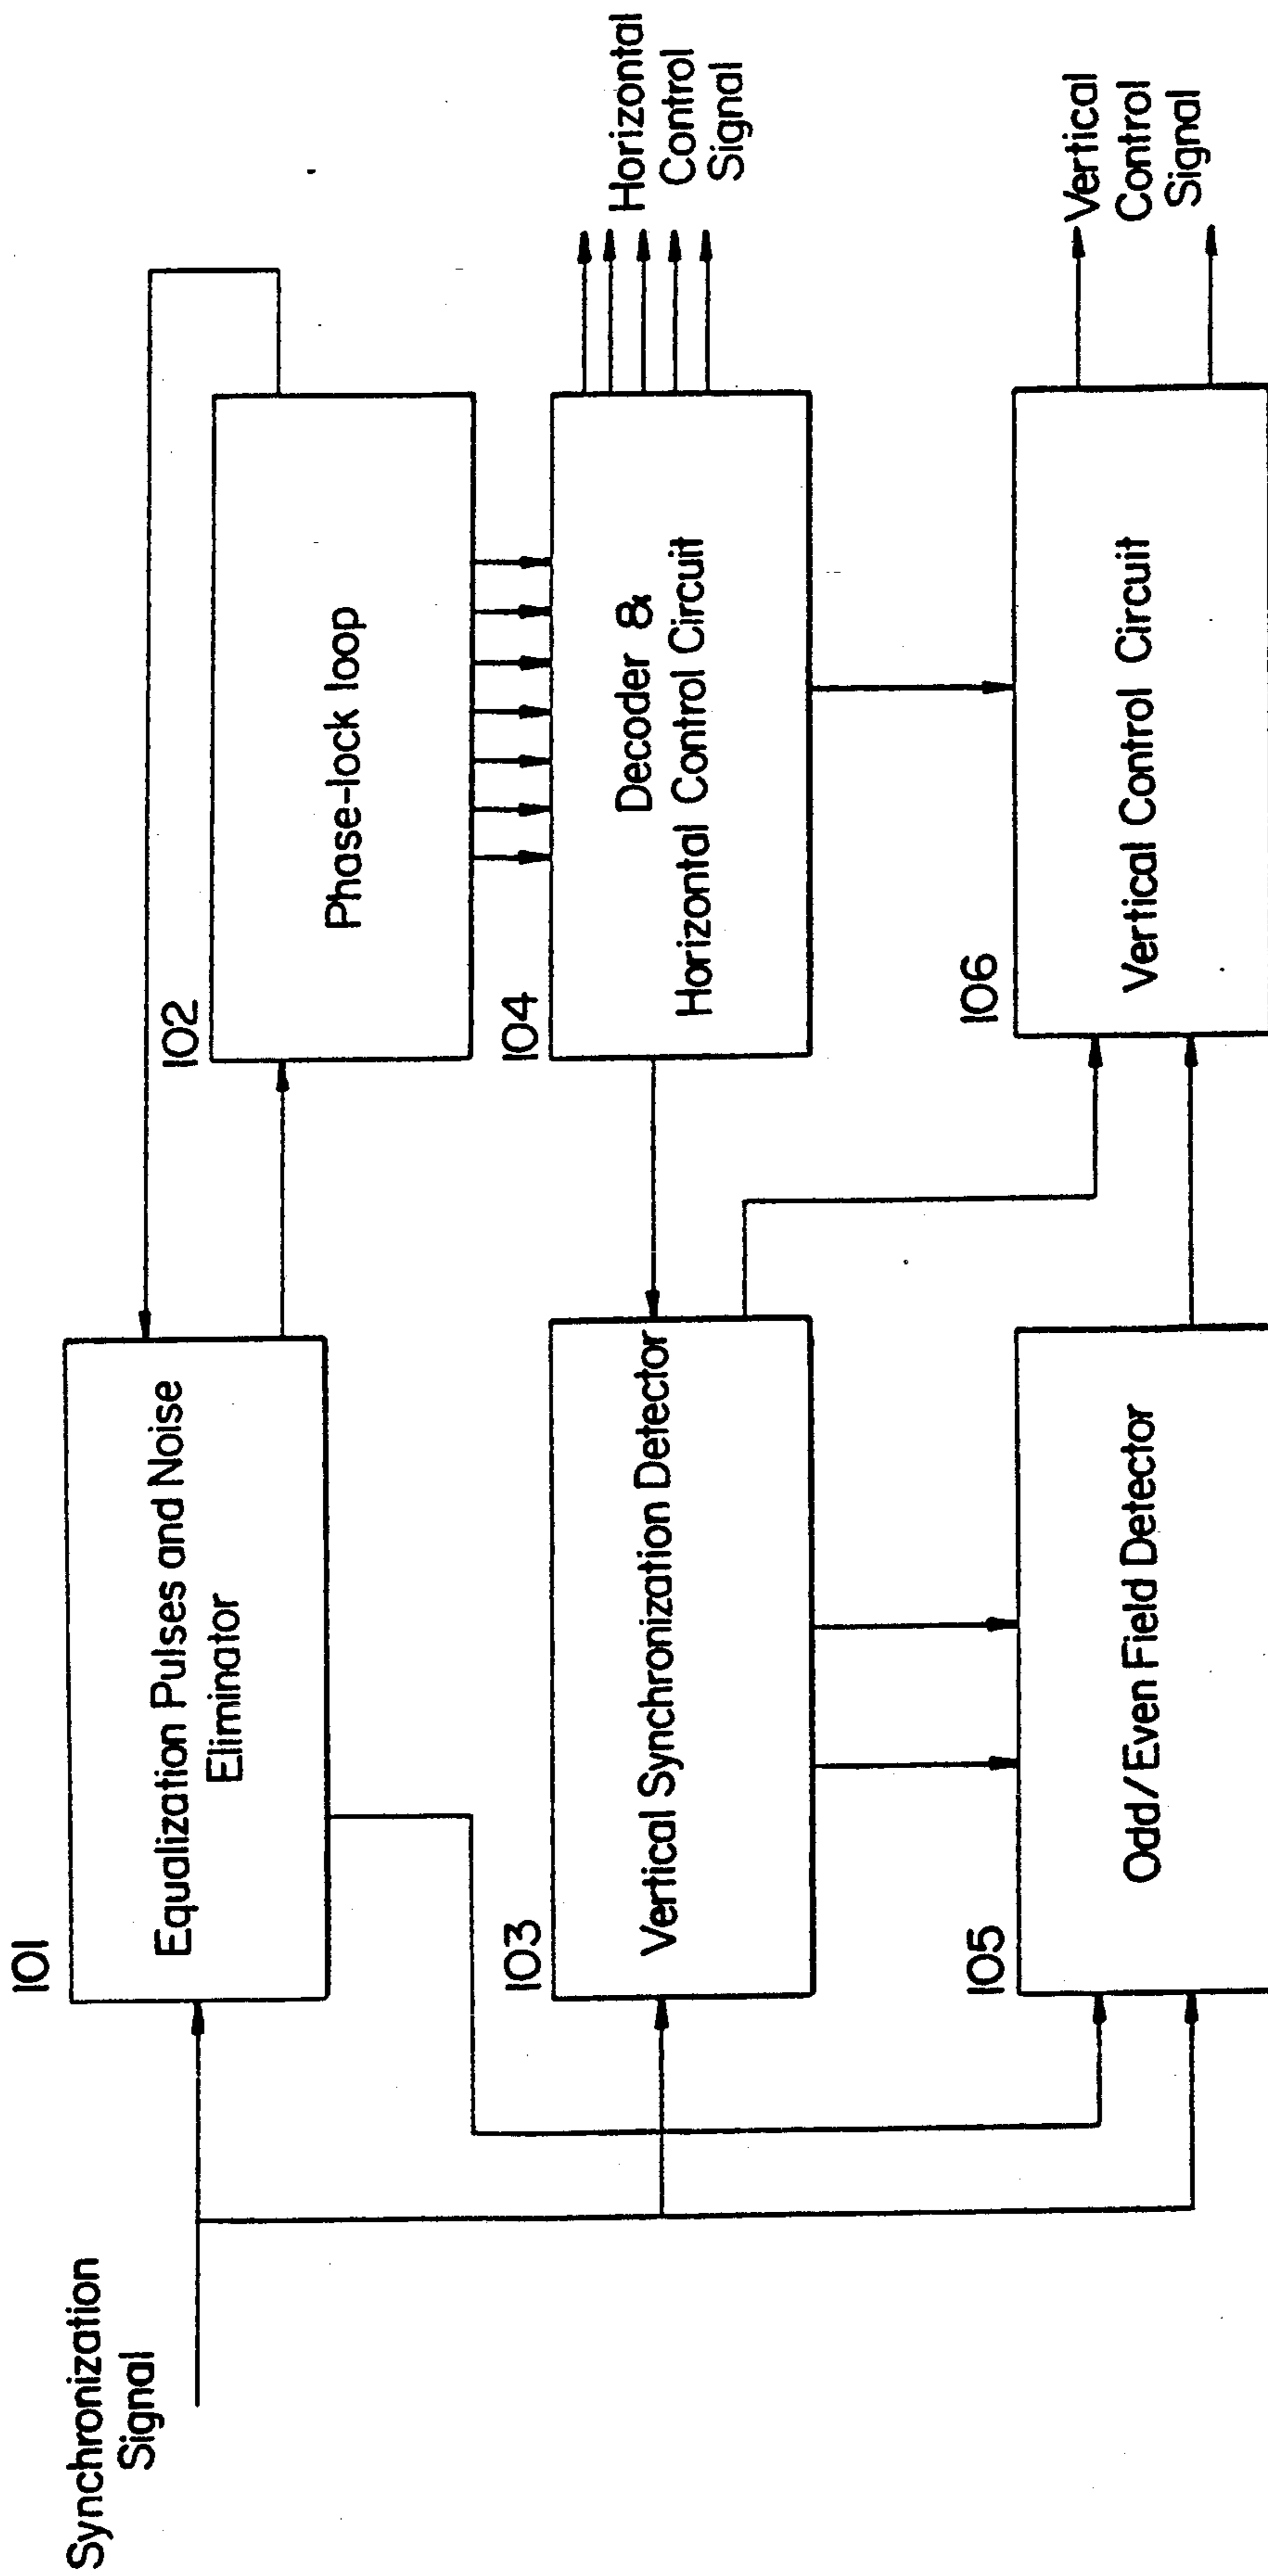 Synchronization
Signal
101
Equalization Pulses and Noise
Eliminator
102
Phase-lock loop
103
Vertical Synchronization Detector
104
Decoder &
Horizontal Control Circuit
Horizontal
Control
Signal
105
Odd/Even Field Detector
106
Vertical Control Circuit
Vertical
Control
Signal